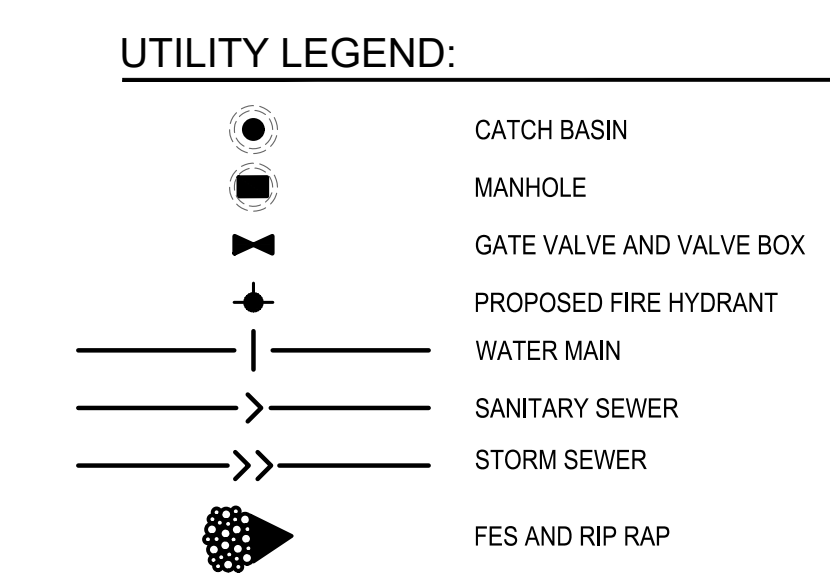 UTILITY LEGEND:
CATCH BASIN
MANHOLE
GATE VALVE AND VALVE BOX
PROPOSED FIRE HYDRANT
WATER MAIN
SANITARY SEWER
STORM SEWER
FES AND RIP RAP